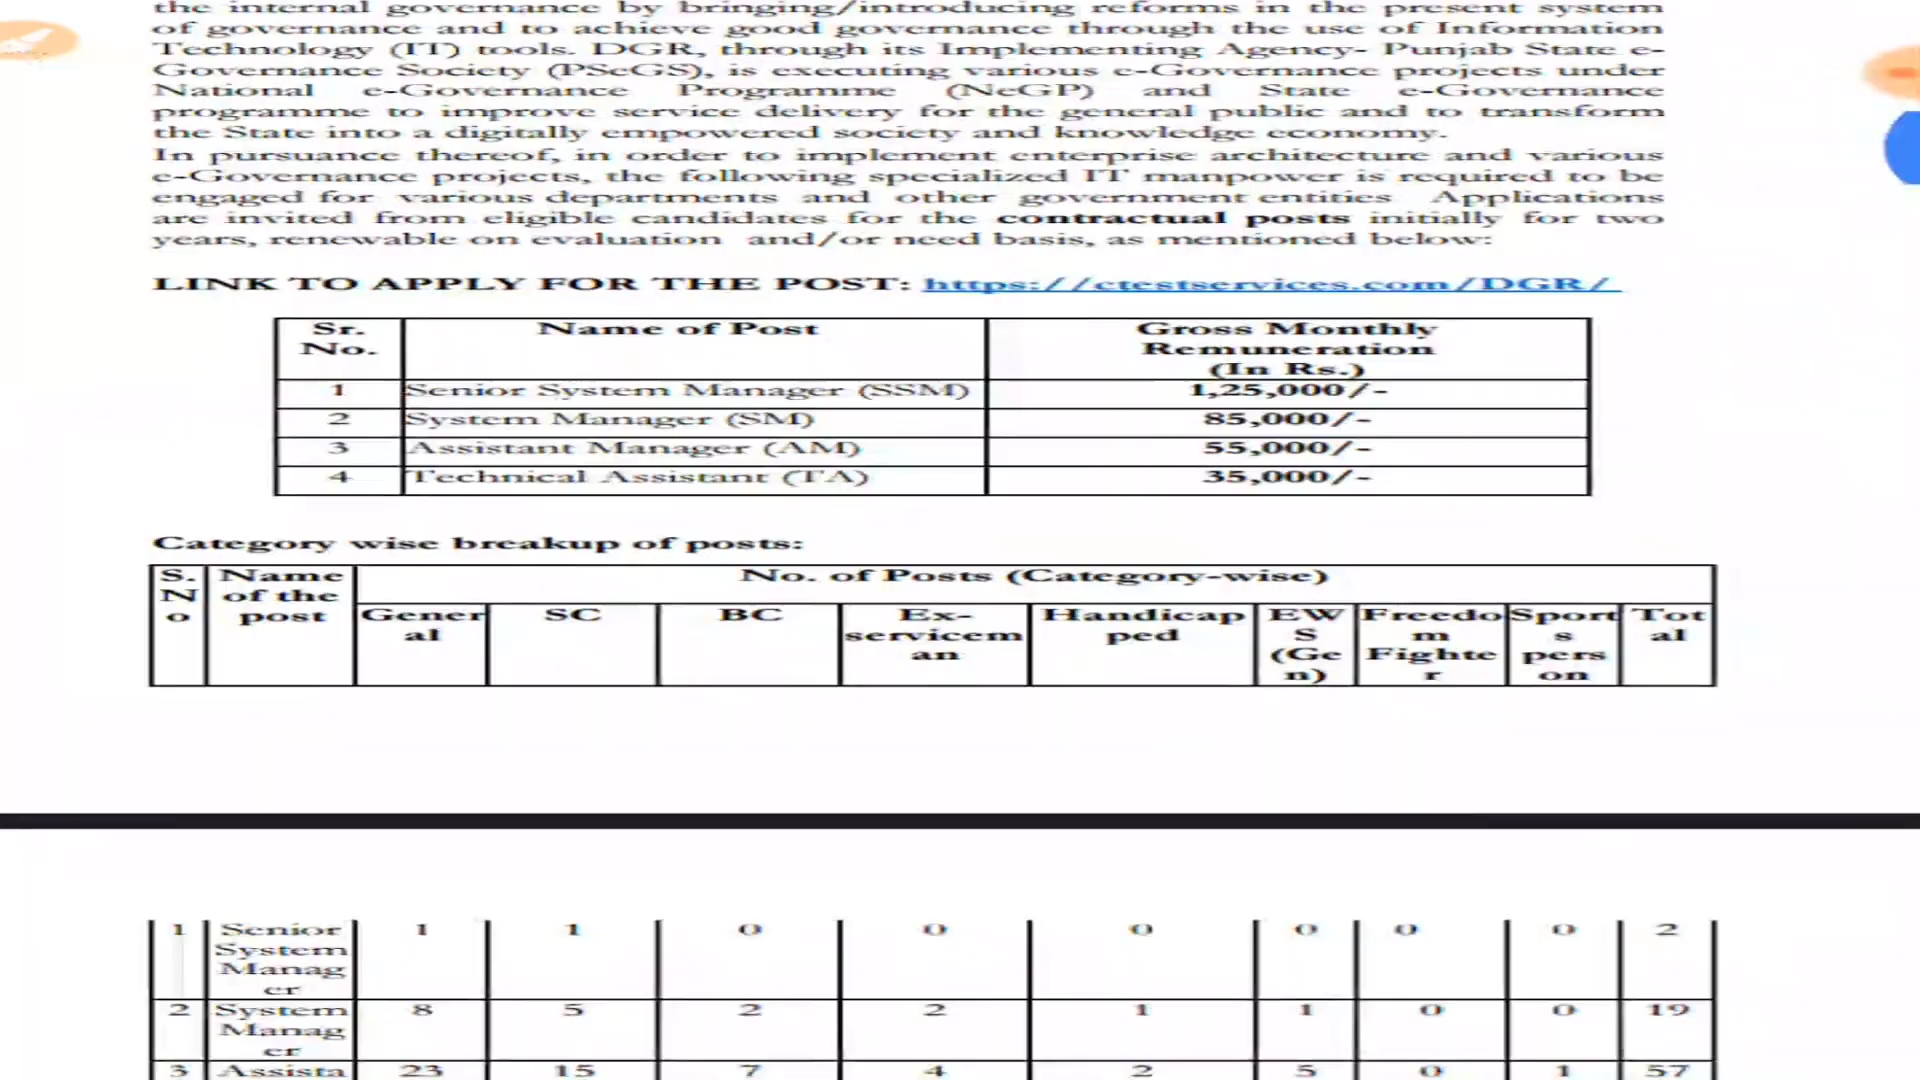 the internal governance by bringing/introducing reforms in the present system
of governance and to achieve good governance through the use of Information
Technology (IT) tools. DGR, through its Implementing Agency- Punjab State e-
Governance Society (PSeGS), is executing various e-Governance projects under
National e-Governance Programme (NeGP) and State e-Governance
programme to improve service delivery for the general public and to transform
the State into a digitally empowered society and knowledge economy.
In pursuance thereof, in order to implement enterprise architecture and various
e-Governance projects, the following specialized IT manpower is required to be
engaged for various departments and other government entities Applications
are invited from eligible candidates for the contractual posts initially for two
years, renewable on evaluation and/or need basis, as mentioned below:
LINK TO APPLY FOR THE POST: https://ctestservices.com/DGR/
Sr. No. Name of Post Gross Monthly Remuneration (In Rs.)
1 Senior System Manager (SSM) 1,25,000/-
2 System Manager (SM) 85,000/-
3 Assistant Manager (AM) 55,000/-
4 Technical Assistant (TA) 35,000/-
Category wise breakup of posts:
S. No Name of the post No. of Posts (Category-wise)
General SC BC Ex-serviceman Handicapped EWS (Gen) Freedom Fighter Sports person Total
1 Senior System Manager 1 1 0 0 0 0 0 0 2
2 System Manager 8 5 2 2 1 1 0 0 19
3 Assista 23 15 7 4 2 5 0 1 57